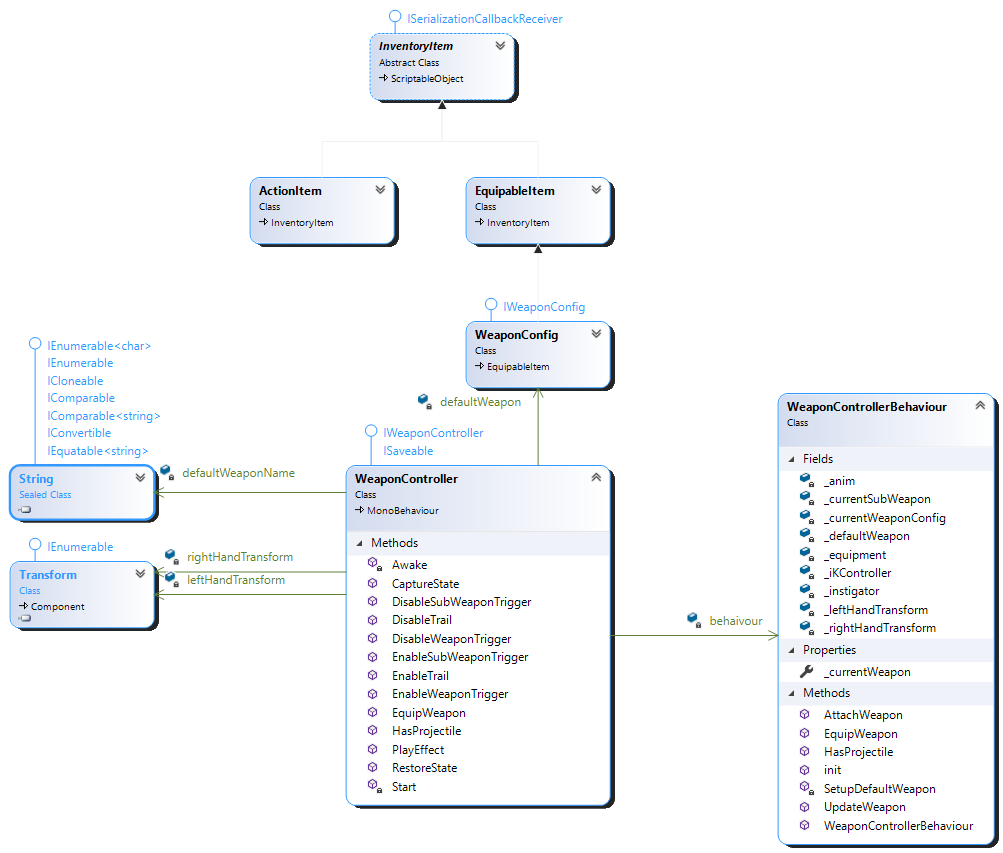 ISerializationCallbackReceiver
InventoryItem
Abstract Class
ScriptableObject
ActionItem
Class
InventoryItem
EquipableItem
Class
InventoryItem
IWeaponConfig
WeaponConfig
Class
EquipableItem
defaultWeapon
IEnumerable<char>
IEnumerable
ICloneable
IComparable
IComparable<string>
IConvertible
IEquatable<string>
String
Sealed Class
defaultWeaponName
IEnumerable
Transform
Class
Component
rightHandTransform
leftHandTransform
IWeaponController
ISaveable
WeaponController
Class
MonoBehaviour
Methods
Awake
CaptureState
DisableSubWeaponTrigger
DisableTrail
DisableWeaponTrigger
EnableSubWeaponTrigger
EnableTrail
EnableWeaponTrigger
EquipWeapon
HasProjectile
PlayEffect
RestoreState
Start
behaivour
WeaponControllerBehaviour
Class
Fields
_anim
_currentSubWeapon
_currentWeaponConfig
_defaultWeapon
_equipment
_iKController
_instigator
_leftHandTransform
_rightHandTransform
Properties
_currentWeapon
Methods
AttachWeapon
EquipWeapon
HasProjectile
init
SetupDefaultWeapon
UpdateWeapon
WeaponControllerBehaviour